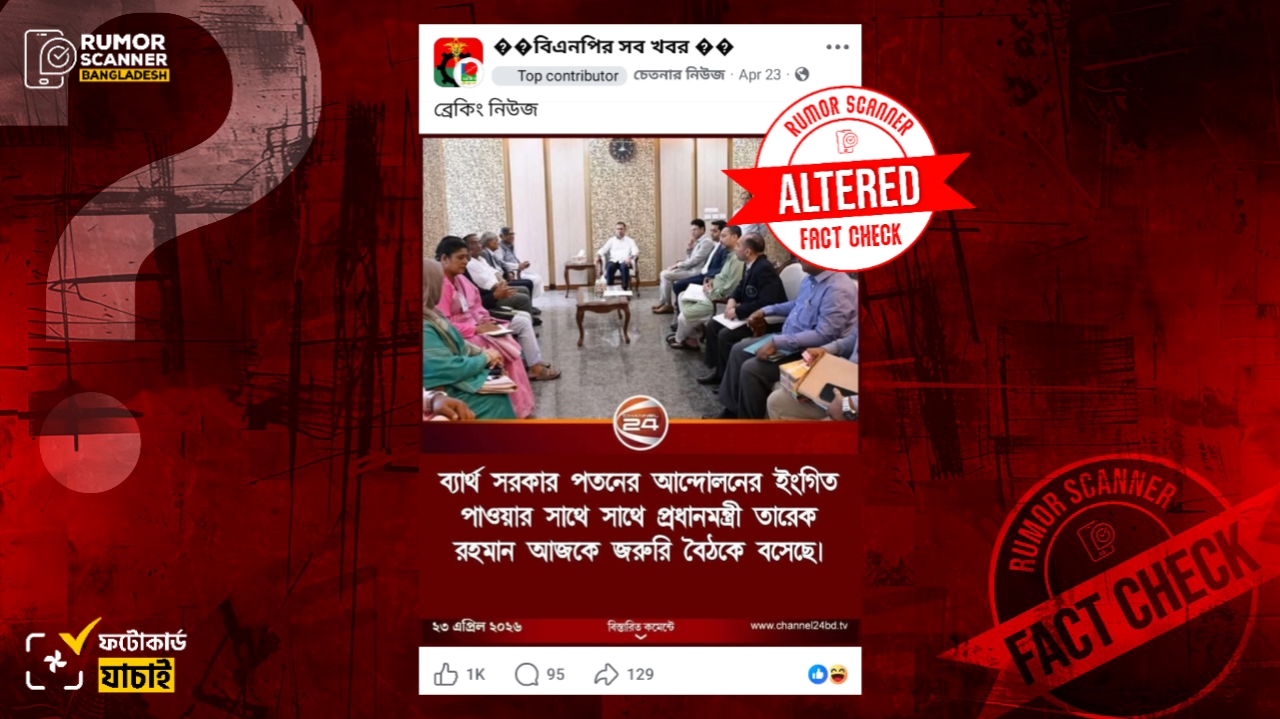 RUMOR
SCANNER
BANGLADESH
��বিএনপির সব খবর ��
Top contributor চেতনার নিউজ · Apr 23 ·
ব্রেকিং নিউজ
RUMOR SCANNER
ALTERED
FACT CHECK
CHANNEL
24
ব্যার্থ সরকার পতনের আন্দোলনের ইংগিত
পাওয়ার সাথে সাথে প্রধানমন্ত্রী তারেক
রহমান আজকে জরুরি বৈঠকে বসেছে।
২৩ এপ্রিল ২০২৬
বিস্তারিত কমেন্টে
www.channel24bd.tv
1K 95 129
RUMOR SCANNER
FACT CHECK
ফটোকার্ড
যাচাই